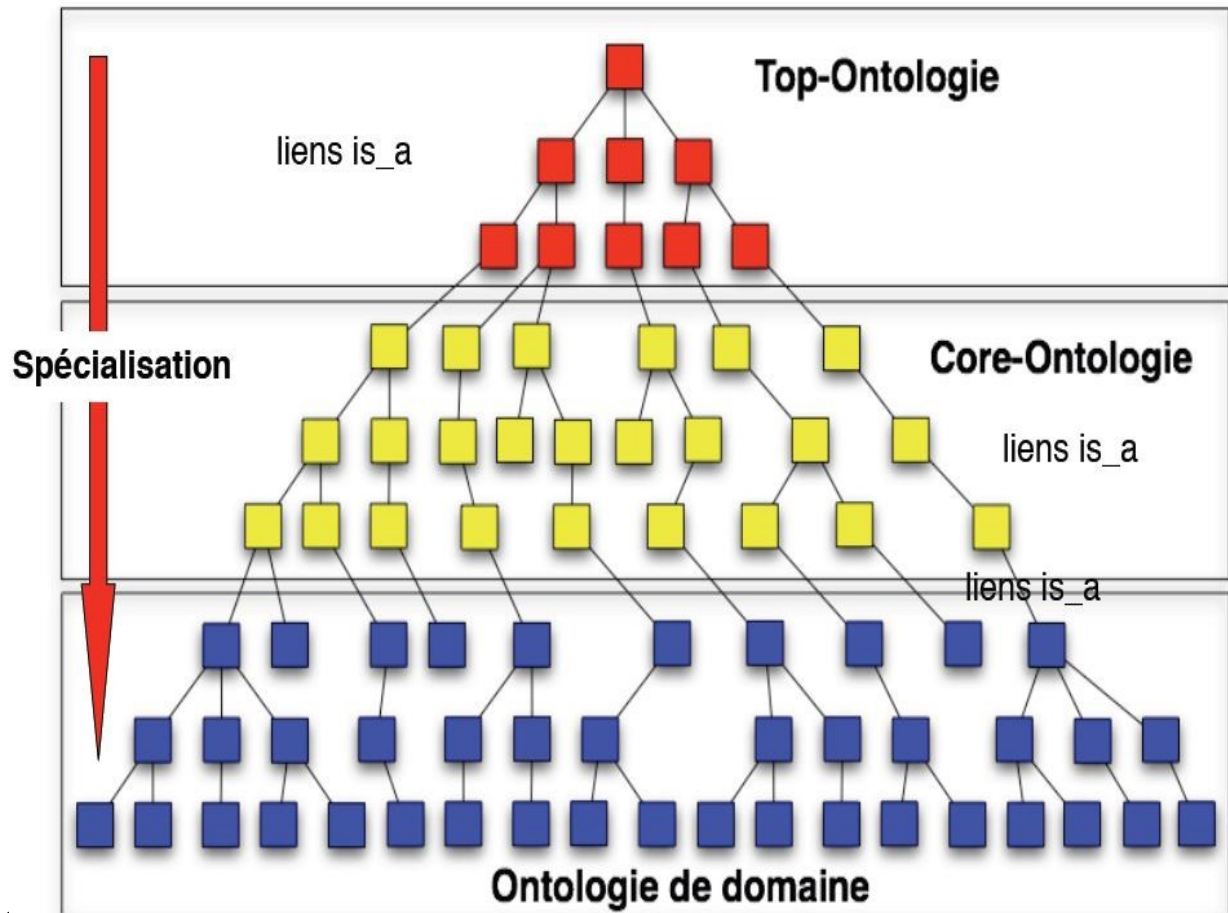 Top-Ontologie
liens is_a
Spécialisation
Core-Ontologie
liens is_a
liens is_a
Ontologie de domaine